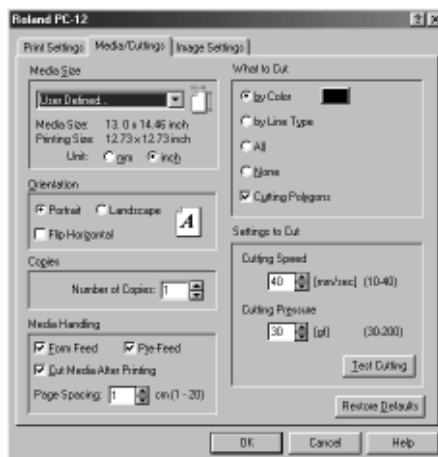 Roland PC-12
Print Settings Media/Cuttings Image Settings
Media Size
User Defined...
Media Size: 13.0 x 14.46 inch
Printing Size: 12.73 x 12.73 inch
Unit: mm inch
Orientation
Portrait Landscape
Flip Horizontal
A
Copies
Number of Copies: 1
Media Handling
Form Feed Pre-Feed
Cut Media After Printing
Page Spacing: 1 cm (1 - 20)
What to Cut
by Color
by Line Type
All
None
Cutting Polygons
Settings to Cut
Cutting Speed
40 [mm/sec] (10-40)
Cutting Pressure
30 [gf] (30-200)
Test Cutting
Restore Defaults
OK Cancel Help